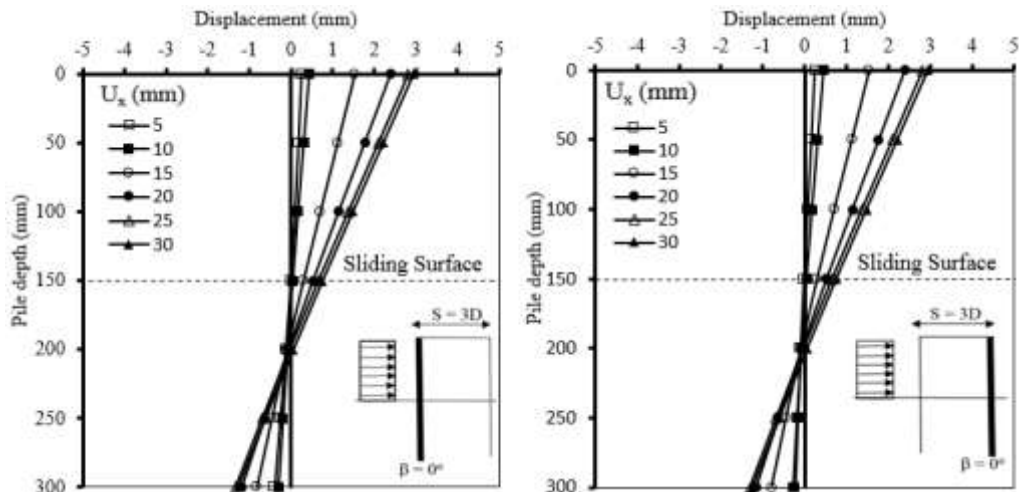 Displacement (mm)
-5 -4 -3 -2 -1 0 1 2 3 4 5
Pile depth (mm)
0
50
100
150
200
250
300
Uₓ (mm)
5
10
15
20
25
30
Sliding Surface
S = 3D
β = 0°
Displacement (mm)
-5 -4 -3 -2 -1 0 1 2 3 4 5
Pile depth (mm)
0
50
100
150
200
250
300
Uₓ (mm)
5
10
15
20
25
30
Sliding Surface
S = 3D
β = 0°